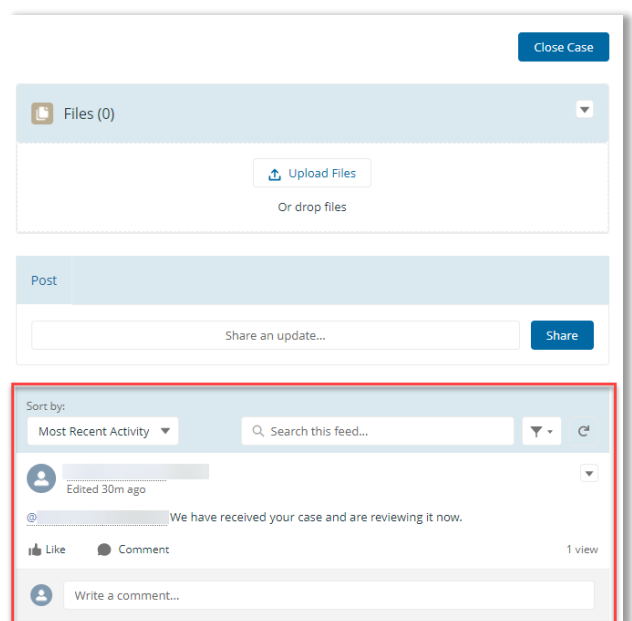 Close Case
Files (0)
Upload Files
Or drop files
Post
Share an update...
Share
Sort by:
Most Recent Activity
Search this feed...
Edited 30m ago
@ We have received your case and are reviewing it now.
Like
Comment
1 view
Write a comment...